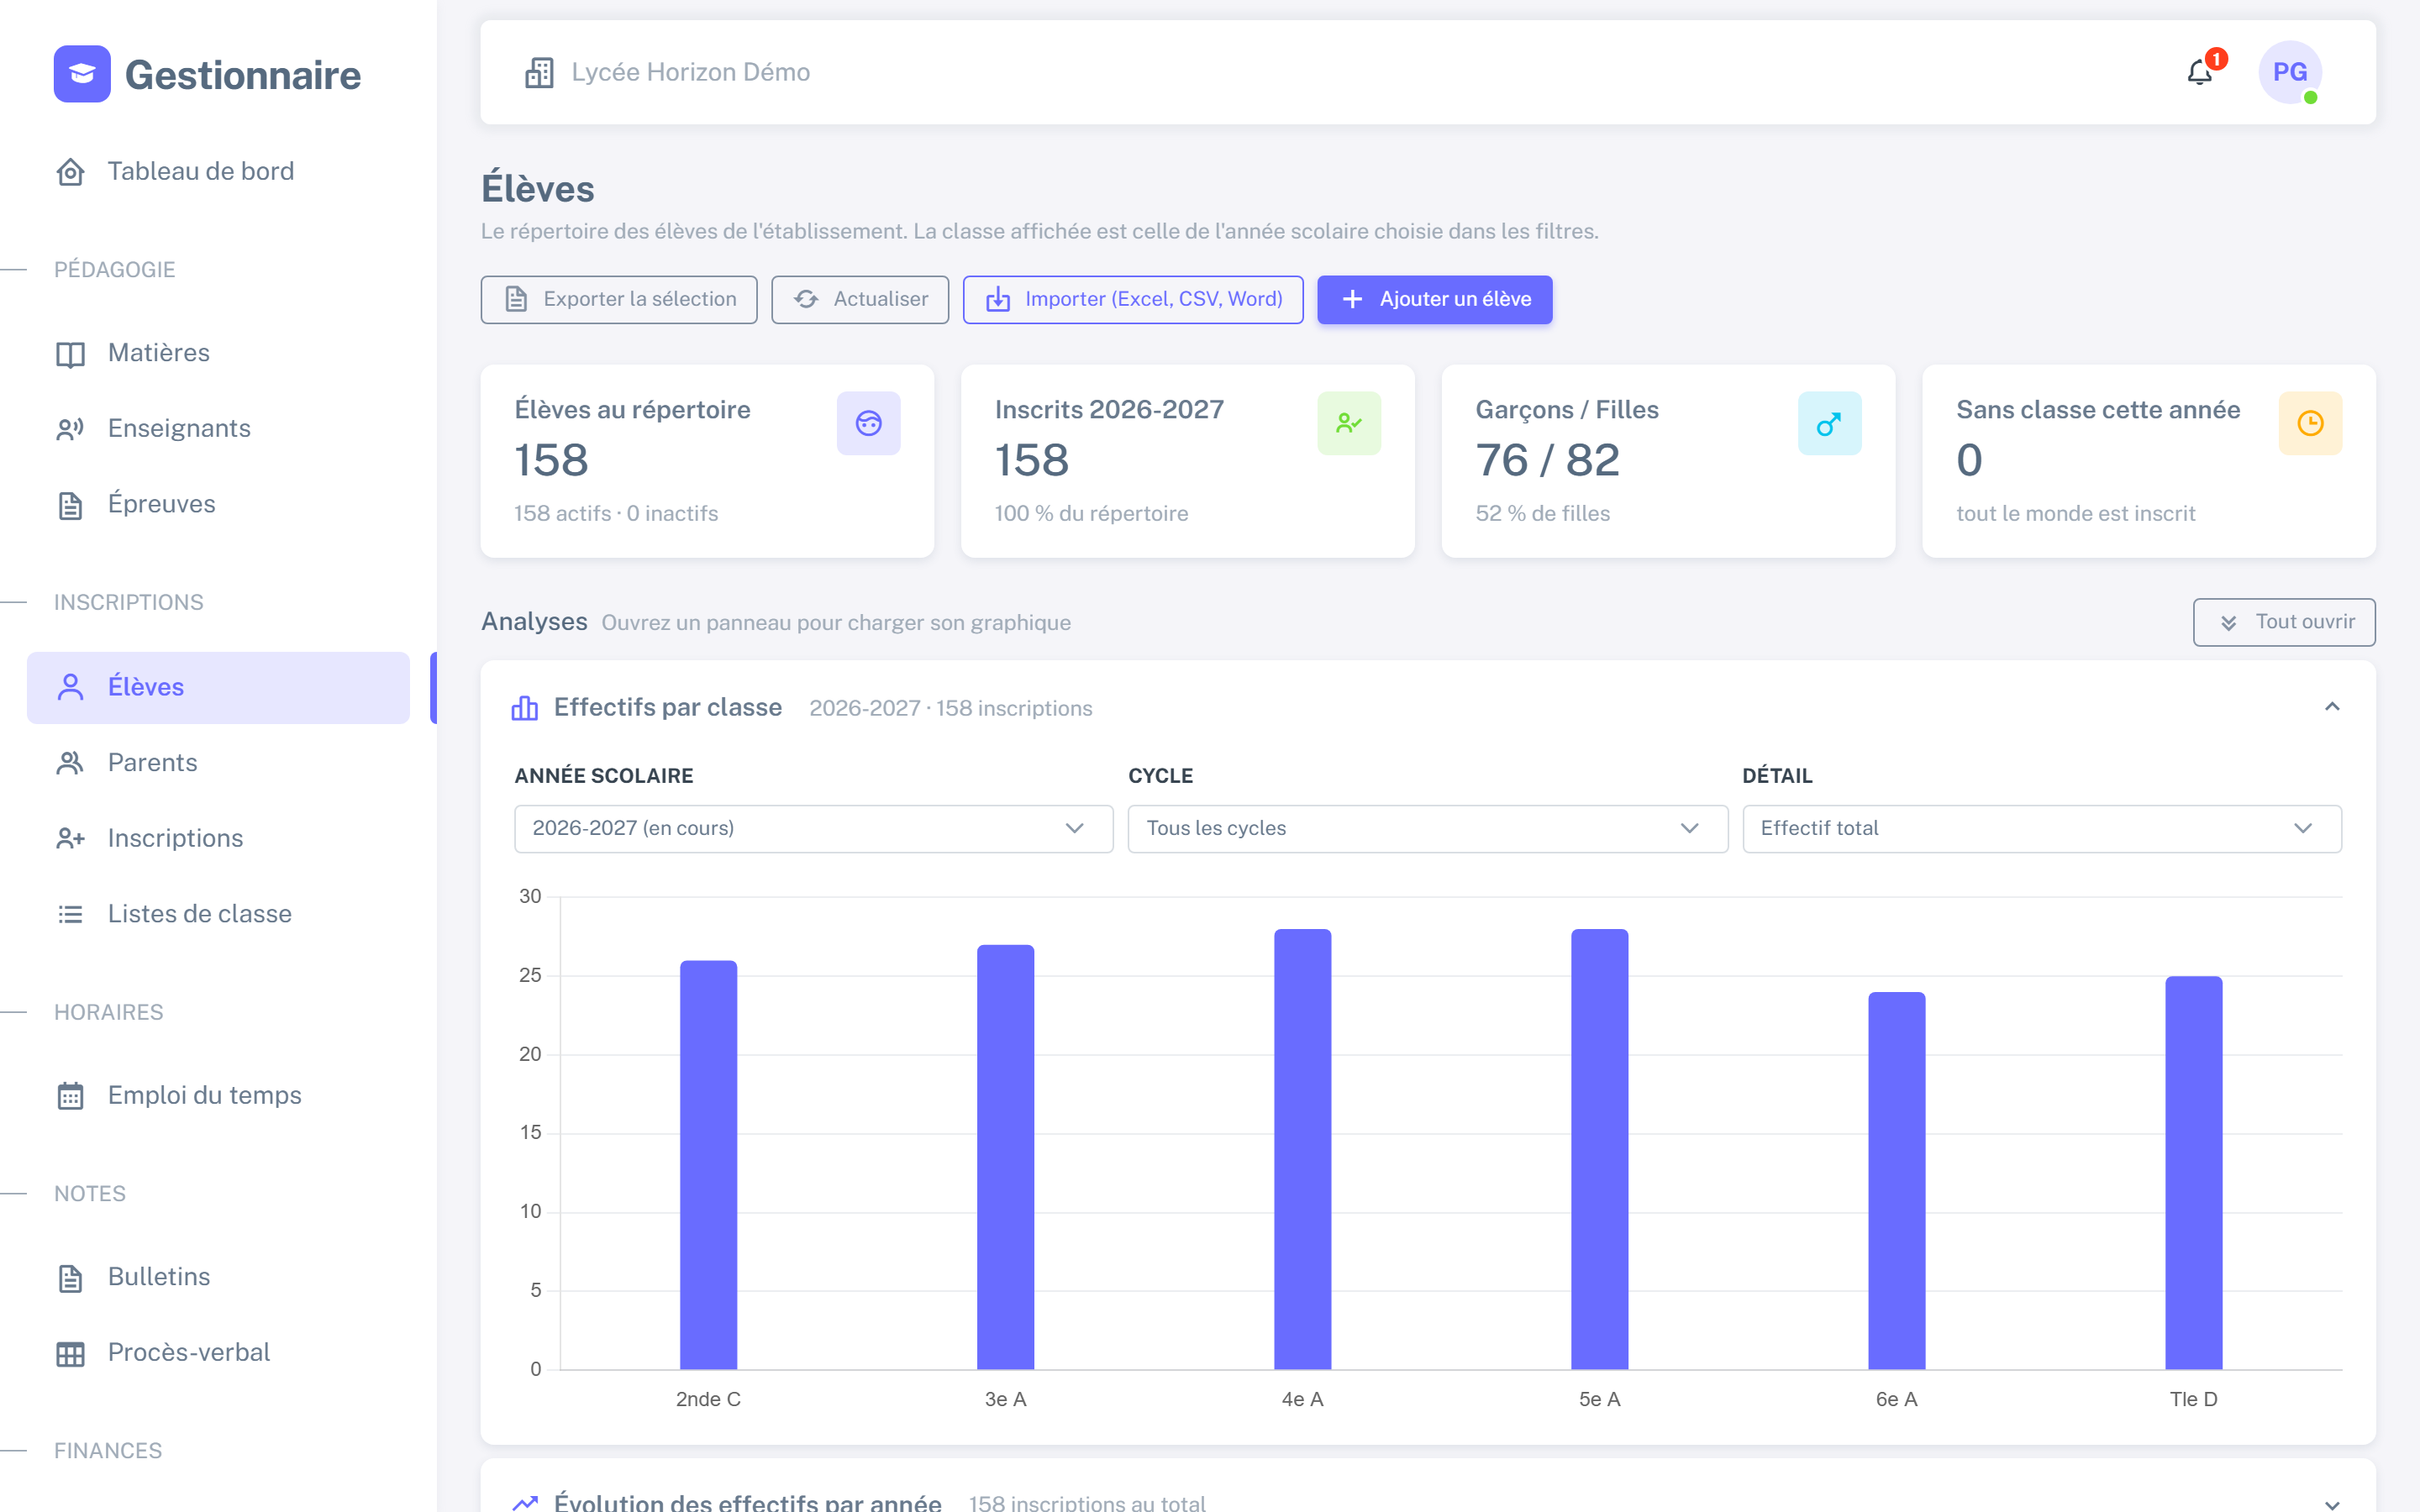 Gestionnaire
Tableau de bord
PÉDAGOGIE
Matières
Enseignants
Épreuves
INSCRIPTIONS
Élèves
Parents
Inscriptions
Listes de classe
HORAIRES
Emploi du temps
NOTES
Bulletins
Procès-verbal
FINANCES
Lycée Horizon Démo
1
PG
Élèves
Le répertoire des élèves de l'établissement. La classe affichée est celle de l'année scolaire choisie dans les filtres.
Exporter la sélection
Actualiser
Importer (Excel, CSV, Word)
Ajouter un élève
Élèves au répertoire
158
158 actifs · 0 inactifs
Inscrits 2026-2027
158
100 % du répertoire
Garçons / Filles
76 / 82
52 % de filles
Sans classe cette année
0
tout le monde est inscrit
Analyses Ouvrez un panneau pour charger son graphique
Tout ouvrir
Effectifs par classe 2026-2027 · 158 inscriptions
ANNÉE SCOLAIRE
2026-2027 (en cours)
CYCLE
Tous les cycles
DÉTAIL
Effectif total
30
25
20
15
10
5
0
2nde C
3e A
4e A
5e A
6e A
Tle D
Évolution des effectifs par année 158 inscriptions au total